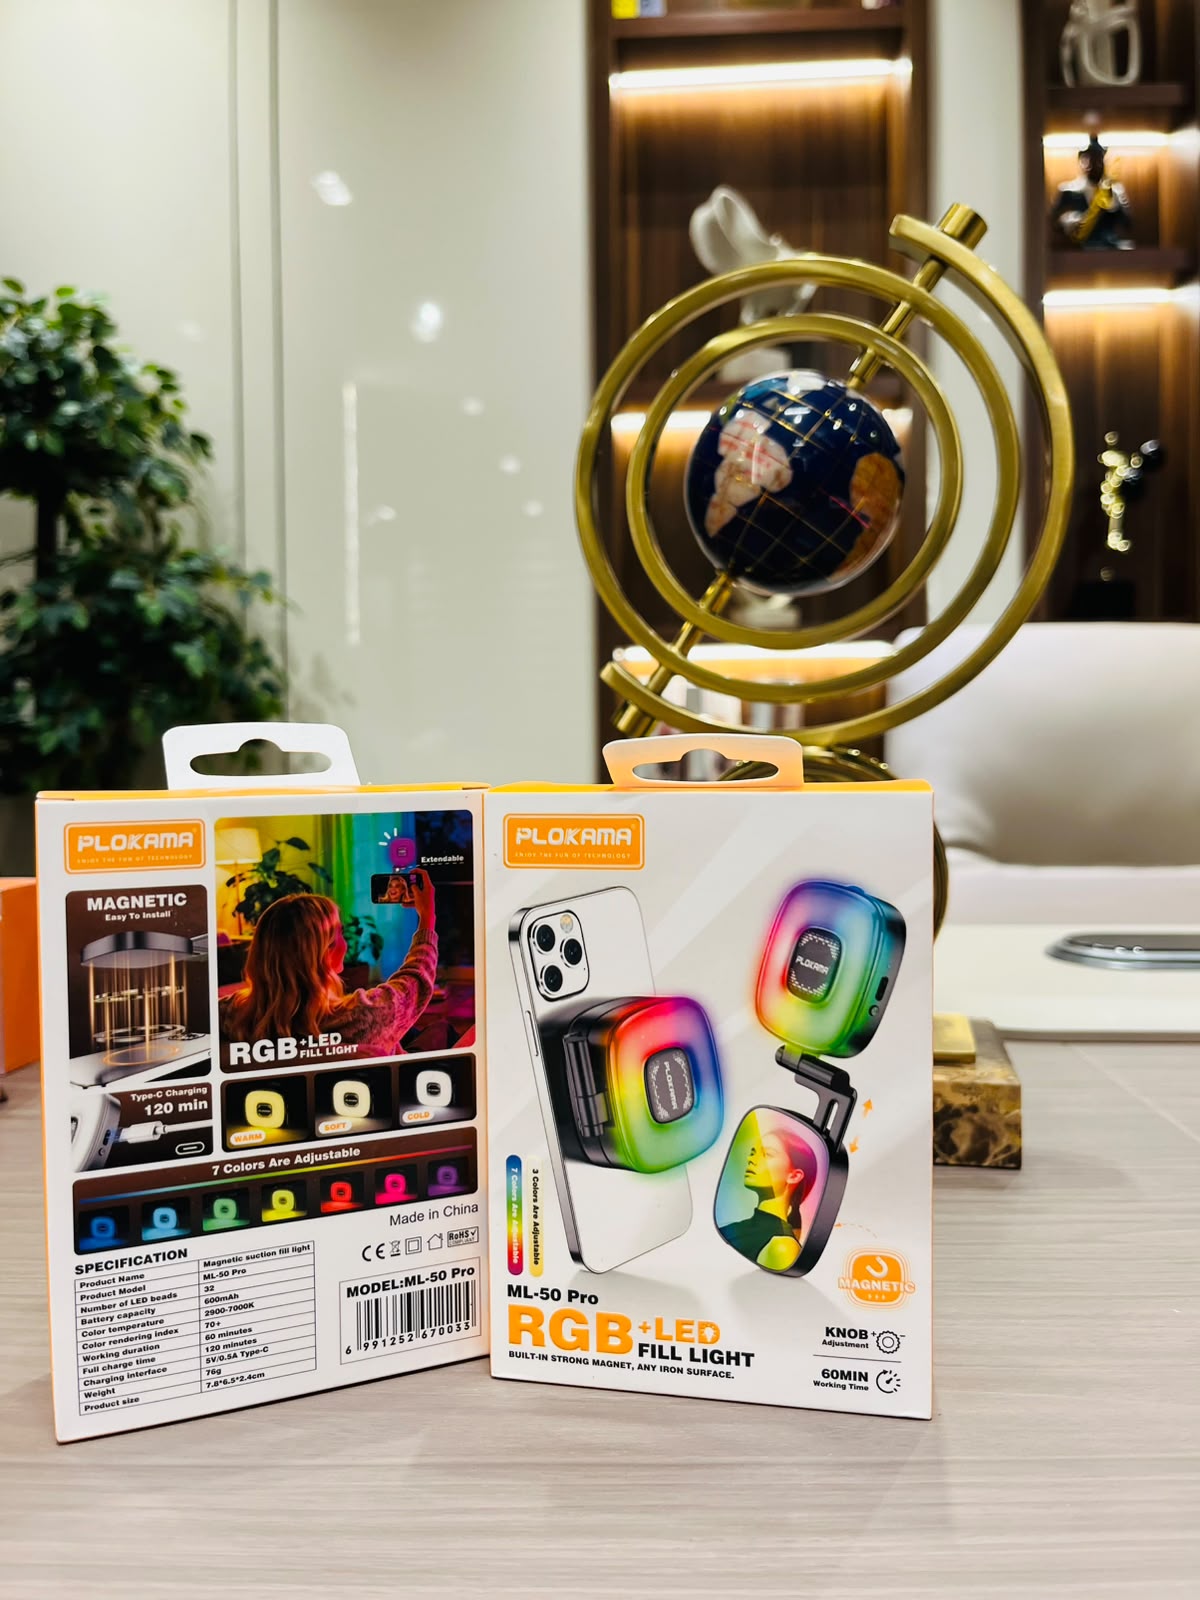 PLOKAMA
ENJOY THE FUN OF TECHNOLOGY
MAGNETIC
Easy To Install
Extendable
RGB+LED
FILL LIGHT
Type-C Charging
120 min
WARM
SOFT
COLD
7 Colors Are Adjustable
Made in China
SPECIFICATION
Product Name Magnetic suction fill light
Product Model ML-50 Pro
Number of LED beads 32
Battery capacity 600mAh
Color temperature 2900-7000K
Color rendering index 70+
Working duration 60 minutes
Full charge time 120 minutes
Charging interface 5V/0.5A Type-C
Weight 76g
Product size 7.8*6.5*2.4cm
CE
RoHS
COMPLIANT
MODEL:ML-50 Pro
6 991252 670033
PLOKAMA
ENJOY THE FUN OF TECHNOLOGY
PLOKAMA
PLOKAMA
7 Colors Are Adjustable
3 Colors Are Adjustable
MAGNETIC
ML-50 Pro
RGB+LED
FILL LIGHT
BUILT-IN STRONG MAGNET, ANY IRON SURFACE.
KNOB
Adjustment
60MIN
Working Time